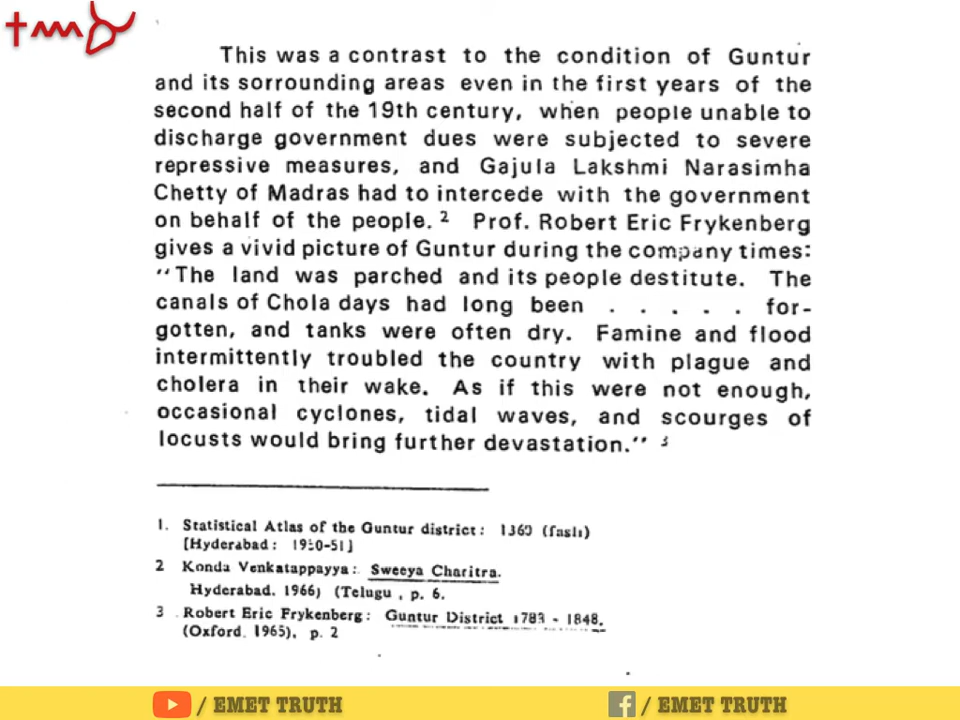 This was a contrast to the condition of Guntur
and its sorrounding areas even in the first years of the
second half of the 19th century, when people unable to
discharge government dues were subjected to severe
repressive measures, and Gajula Lakshmi Narasimha
Chetty of Madras had to intercede with the government
on behalf of the people. 2 Prof. Robert Eric Frykenberg
gives a vivid picture of Guntur during the company times:
“The land was parched and its people destitute. The
canals of Chola days had long been . . . . . for-
gotten, and tanks were often dry. Famine and flood
intermittently troubled the country with plague and
cholera in their wake. As if this were not enough,
occasional cyclones, tidal waves, and scourges of
locusts would bring further devastation.” 3
1. Statistical Atlas of the Guntur district: (fasli)
[Hyderabad: 1950-51]
2 Konda Venkatappayya: Sweeya Charitra.
Hyderabad. 1966) (Telugu, p. 6.
3 Robert Eric Frykenberg: Guntur District 1783 - 1848.
(Oxford. 1965), p. 2
/ EMET TRUTH
/ EMET TRUTH